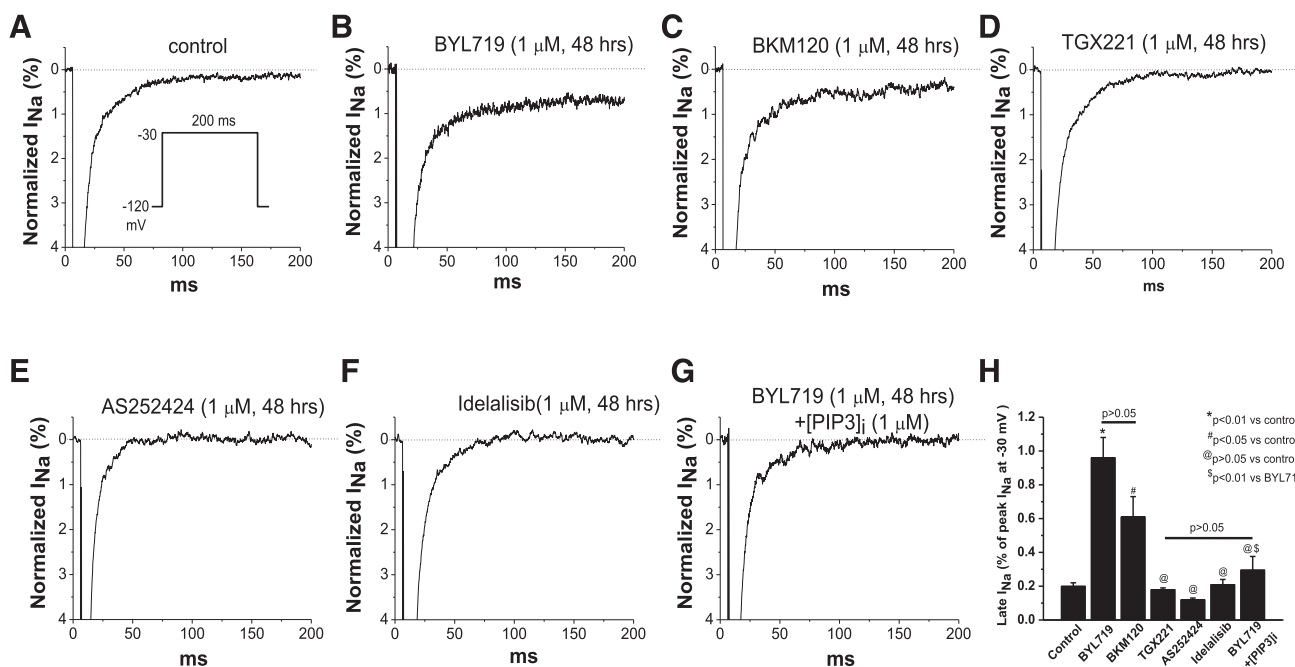 A
control
Normalized I_Na (%)
0
1
2
3
4
200 ms
-30
-120
mV
0 50 100 150 200
ms
B
BYL719 (1 μM, 48 hrs)
Normalized I_Na (%)
0
1
2
3
4
0 50 100 150 200
ms
C
BKM120 (1 μM, 48 hrs)
Normalized I_Na (%)
0
1
2
3
4
0 50 100 150 200
ms
D
TGX221 (1 μM, 48 hrs)
Normalized I_Na (%)
0
1
2
3
4
0 50 100 150 200
ms
E
AS252424 (1 μM, 48 hrs)
Normalized I_Na (%)
0
1
2
3
4
0 50 100 150 200
ms
F
Idelalisib(1 μM, 48 hrs)
Normalized I_Na (%)
0
1
2
3
4
0 50 100 150 200
ms
G
BYL719 (1 μM, 48 hrs)
+[PIP3]i (1 μM)
Normalized I_Na (%)
0
1
2
3
4
0 50 100 150 200
ms
H
Late I_Na (% of peak I_Na at -30 mV )
1.2
1.0
0.8
0.6
0.4
0.2
0.0
p>0.05
*
#
p>0.05
@
@
@
@ $
*p<0.01 vs contro
#p<0.05 vs contro
@p>0.05 vs contro
$p<0.01 vs BYL71
Control
BYL719
BKM120
TGX221
AS252424
Idelalisib
BYL719
+[PIP3]i